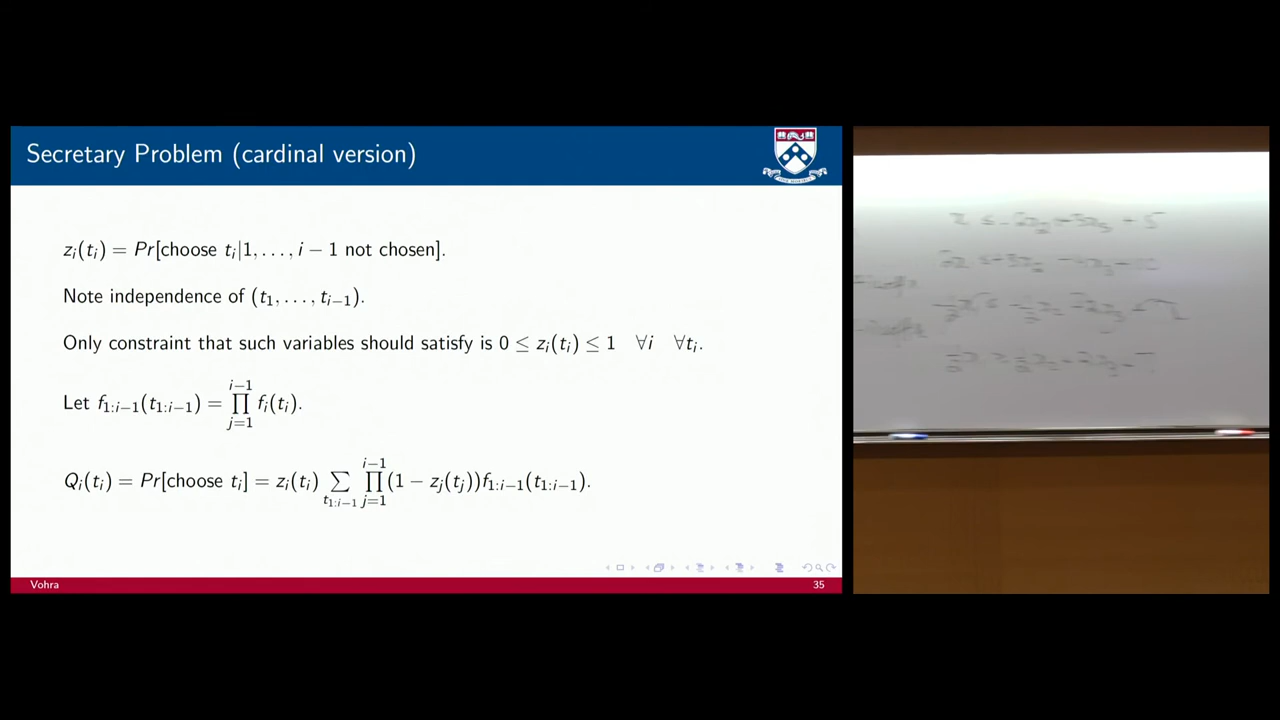 Secretary Problem (cardinal version)
z_i(t_i) = Pr[choose t_i|1, . . . , i − 1 not chosen].
Note independence of (t_1, . . . , t_{i−1}).
Only constraint that such variables should satisfy is 0 ≤ z_i(t_i) ≤ 1 ∀i ∀t_i.
Let f_{1:i−1}(t_{1:i−1}) = ∏_{j=1}^{i−1} f_i(t_i).
Q_i(t_i) = Pr[choose t_i] = z_i(t_i) ∑_{t_{1:i−1}} ∏_{j=1}^{i−1} (1 − z_j(t_j))f_{1:i−1}(t_{1:i−1}).
Vohra
35